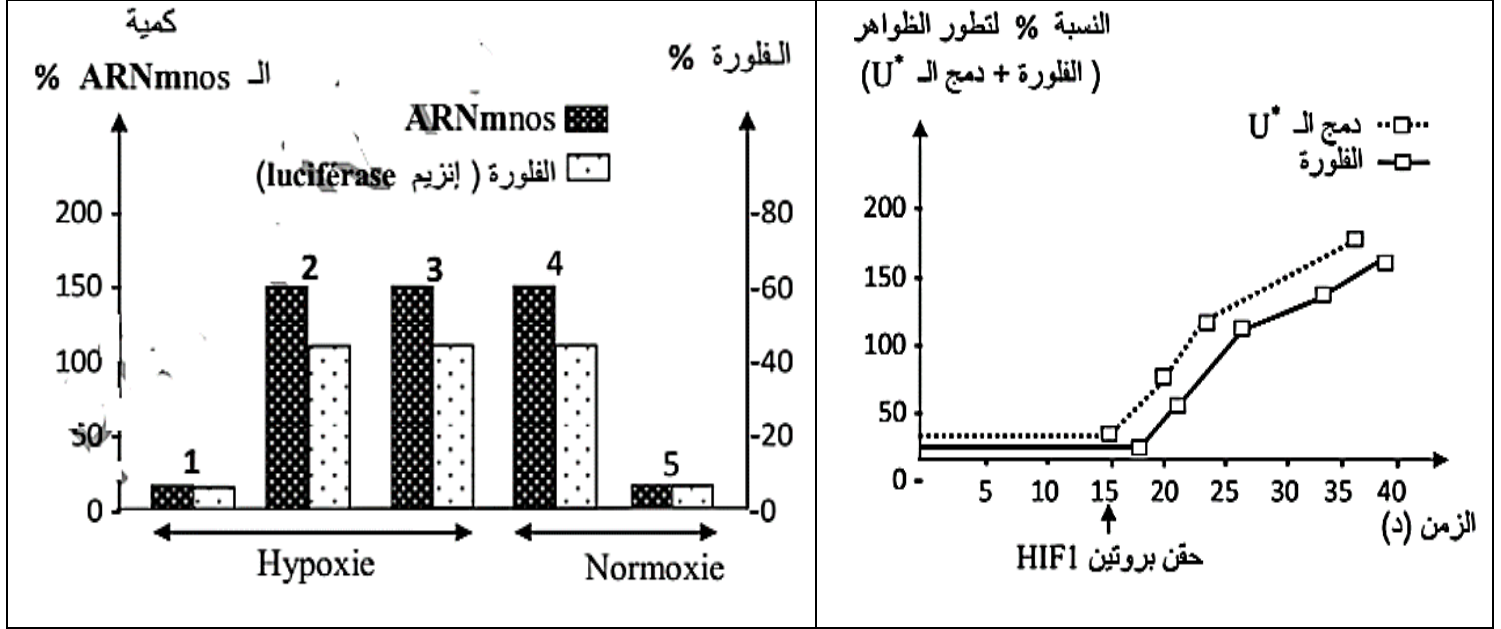 كمية
الـ ARNmnos %
الفلورة %
ARNmnos
الفلورة ( إنزيم luciférase)
200
150
100
50
0
80
60
40
20
0
1
2
3
4
5
Hypoxie
Normoxie
النسبة % لتطور الظواهر
( الفلورة + دمج الـ U*)
دمج الـ U*
الفلورة
200
150
100
50
0
5 10 15 20 25 30 35 40
الزمن (د)
حقن بروتين HIF1